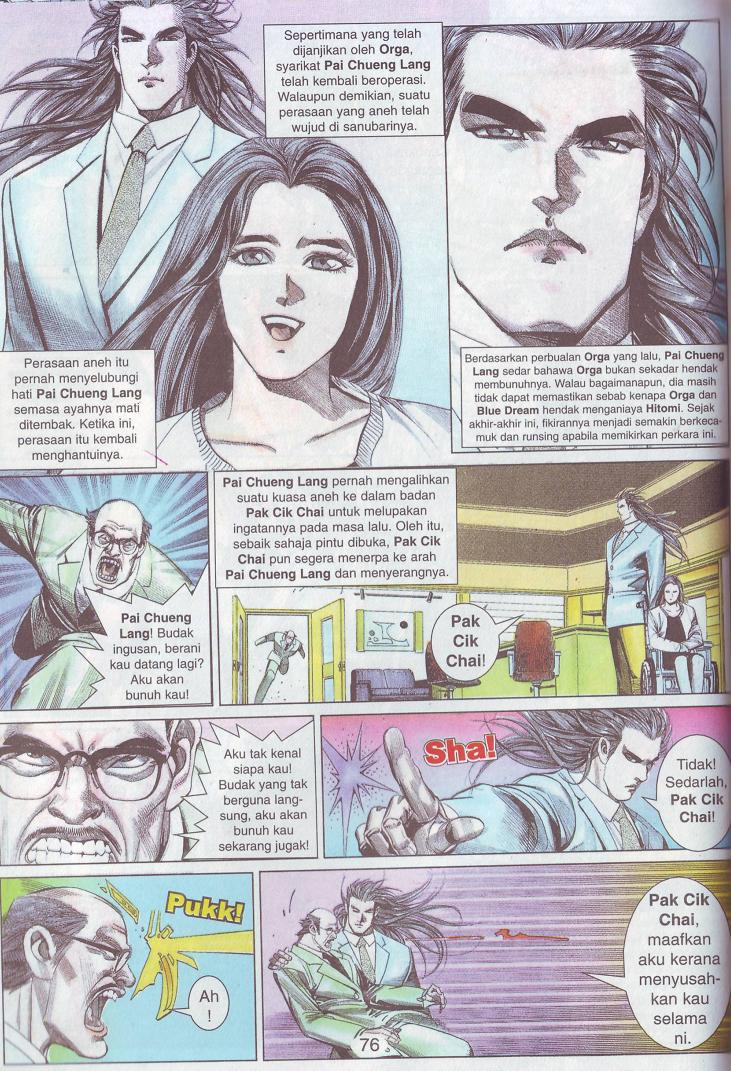 Sepertimana yang telah
dijanjikan oleh Orga,
syarikat Pai Chueng Lang
telah kembali beroperasi.
Walaupun demikian, suatu
perasaan yang aneh telah
wujud di sanubarinya.
Perasaan aneh itu
pernah menyelubungi
hati Pai Chueng Lang
semasa ayahnya mati
ditembak. Ketika ini,
perasaan itu kembali
menghantuinya.
Berdasarkan perbualan Orga yang lalu, Pai Chueng
Lang sedar bahawa Orga bukan sekadar hendak
membunuhnya. Walau bagaimanapun, dia masih
tidak dapat memastikan sebab kenapa Orga dan
Blue Dream hendak menganiaya Hitomi. Sejak
akhir-akhir ini, fikirannya menjadi semakin berkeca-
muk dan runsing apabila memikirkan perkara ini.
Pai Chueng
Lang! Budak
ingusan, berani
kau datang lagi?
Aku akan
bunuh kau!
Pai Chueng Lang pernah mengalihkan
suatu kuasa aneh ke dalam badan
Pak Cik Chai untuk melupakan
ingatannya pada masa lalu. Oleh itu,
sebaik sahaja pintu dibuka, Pak Cik
Chai pun segera menerpa ke arah
Pai Chueng Lang dan menyerangnya.
Pak
Cik
Chai!
Aku tak kenal
siapa kau!
Budak yang tak
berguna lang-
sung, aku akan
bunuh kau
sekarang jugak!
Sha!
Tidak!
Sedarlah,
Pak Cik
Chai!
Pukk!
Ah
!
Pak Cik
Chai,
maafkan
aku kerana
menyusah-
kan kau
selama
ni.
76